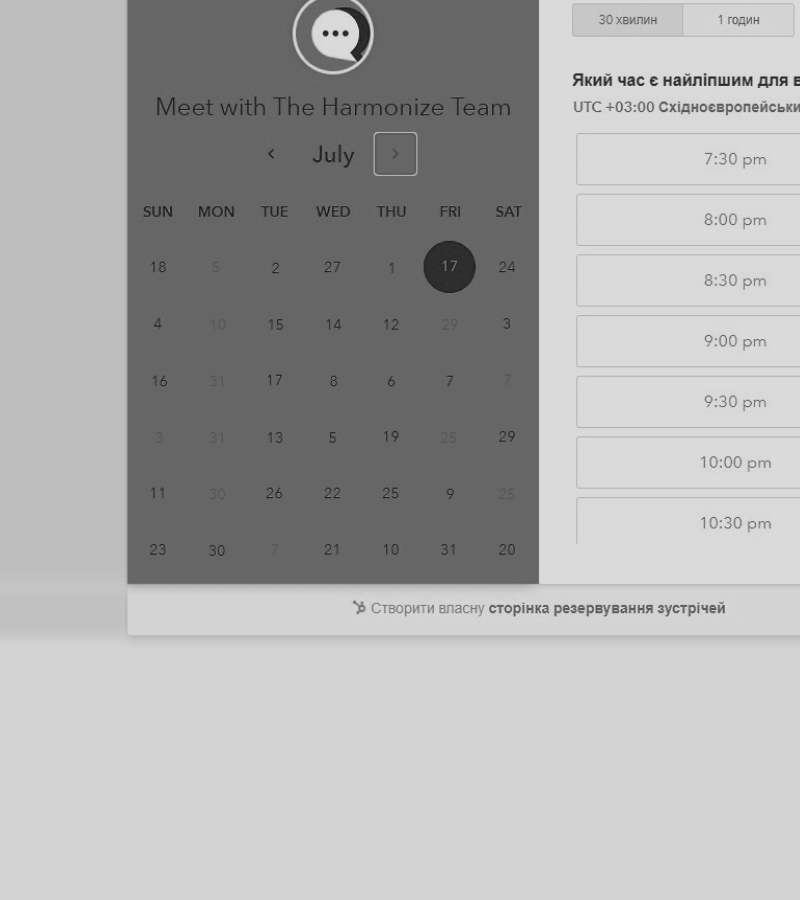 Meet with The Harmonize Team
July
SUN MON TUE WED THU FRI SAT
18 5 2 27 1 17 24
4 10 15 14 12 29 3
16 31 17 8 6 7 7
3 31 13 5 19 25 29
11 30 26 22 25 9 25
23 30 7 21 10 31 20
30 хвилин 1 годин
Який час є найліпшим для
UTC +03:00
7:30 pm
8:00 pm
8:30 pm
9:00 pm
9:30 pm
10:00 pm
10:30 pm
Створити власну сторінка резервування зустрічей